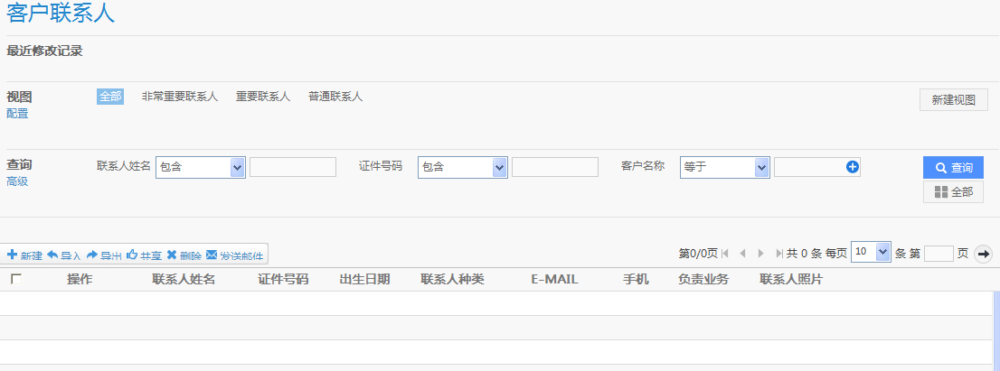 客户联系人
最近修改记录
视图 全部 非常重要联系人 重要联系人 普通联系人 新建视图
配置
查询 联系人姓名 包含 证件号码 包含 客户名称 等于 查询
高级 全部
新建 导入 导出 共享 删除 发送邮件 第0/0页 共 0 条 每页 10 条 第 页
操作 联系人姓名 证件号码 出生日期 联系人种类 E-MAIL 手机 负责业务 联系人照片